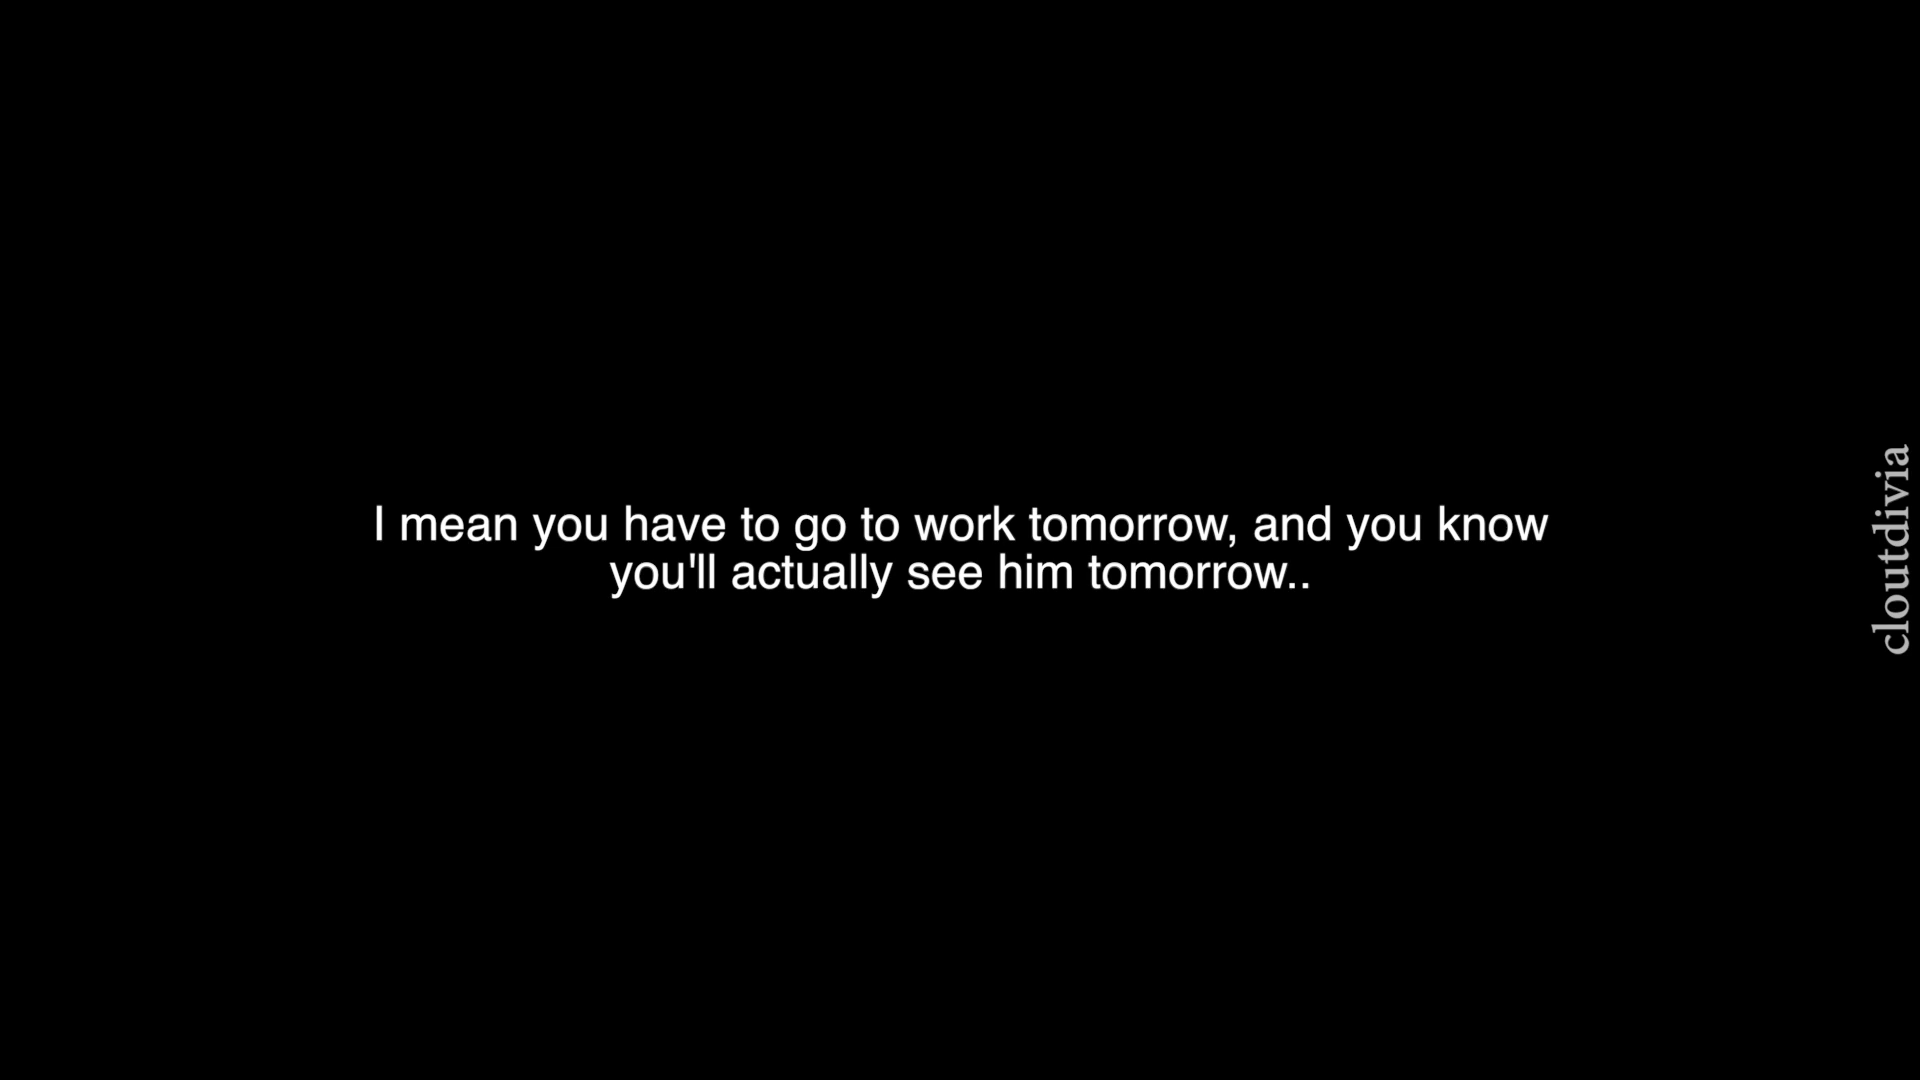 I mean you have to go to work tomorrow, and you know
you'll actually see him tomorrow..
cloutdivia